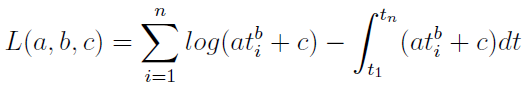 L(a, b, c) = \sum_{i=1}^{n} log(at_i^b + c) - \int_{t_1}^{t_n} (at_i^b + c)dt